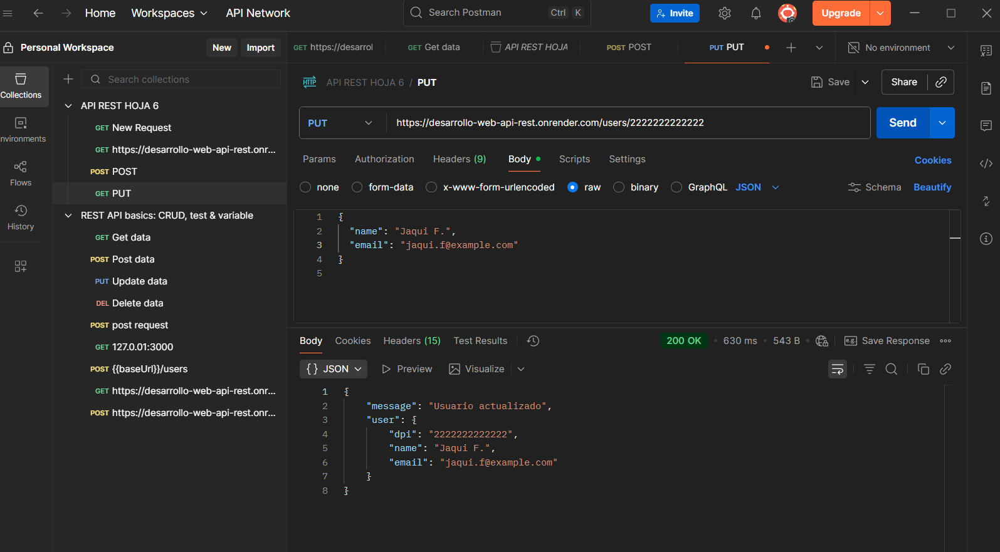 Home Workspaces API Network Search Postman Ctrl K Invite Upgrade
Personal Workspace New Import
GET https://desarrol GET Get data API REST HOJA POST POST PUT PUT No environment
Collections
nvironments
Flows
History
Search collections
API REST HOJA 6
GET New Request
GET https://desarrollo-web-api-rest.onr...
POST POST
GET PUT
REST API basics: CRUD, test & variable
GET Get data
POST Post data
PUT Update data
DEL Delete data
POST post request
GET 127.0.01:3000
POST {{baseUrl}}/users
GET https://desarrollo-web-api-rest.onr...
POST https://desarrollo-web-api-rest.onr...
HTTP API REST HOJA 6 / PUT Save Share
PUT https://desarrollo-web-api-rest.onrender.com/users/2222222222222 Send
Params Authorization Headers (9) Body Scripts Settings Cookies
none form-data x-www-form-urlencoded raw binary GraphQL JSON Schema Beautify
1 {
2 "name": "Jaqui F.",
3 "email": "jaqui.f@example.com"
4 }
5
Body Cookies Headers (15) Test Results 200 OK • 630 ms • 543 B • e.g. Save Response
{} JSON Preview Visualize
1 {
2 "message": "Usuario actualizado",
3 "user": {
4 "dpi": "2222222222222",
5 "name": "Jaqui F.",
6 "email": "jaqui.f@example.com"
7 }
8 }